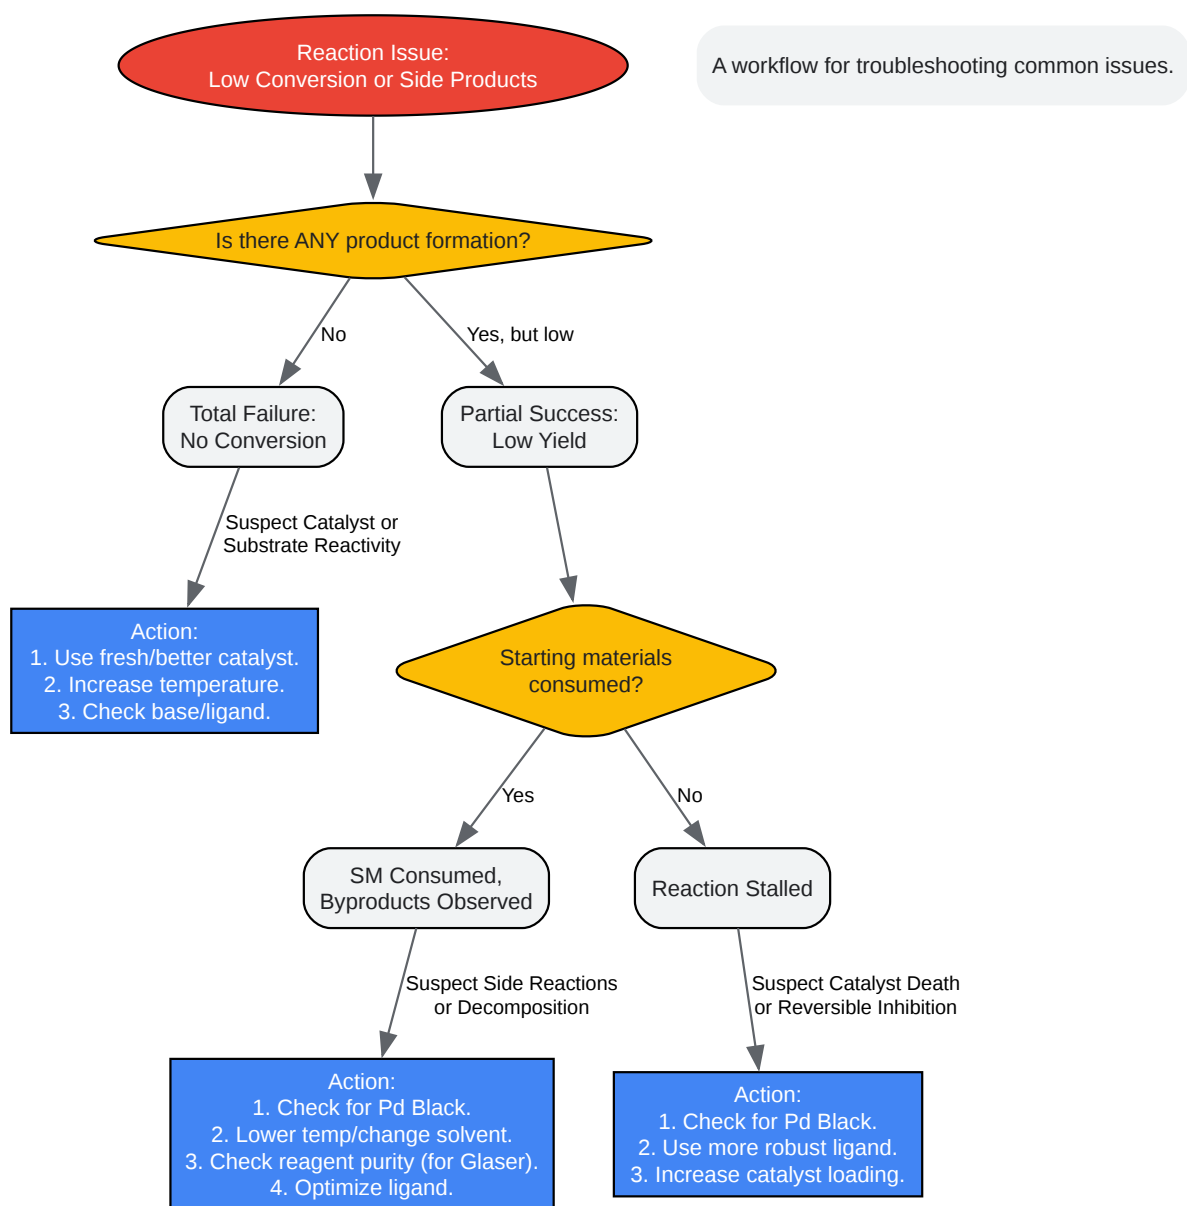 Reaction Issue:
Low Conversion or Side Products
A workflow for troubleshooting common issues.
Is there ANY product formation?
No
Yes, but low
Total Failure:
No Conversion
Partial Success:
Low Yield
Suspect Catalyst or
Substrate Reactivity
Action:
1. Use fresh/better catalyst.
2. Increase temperature.
3. Check base/ligand.
Starting materials
consumed?
Yes
No
SM Consumed,
Byproducts Observed
Reaction Stalled
Suspect Side Reactions
or Decomposition
Suspect Catalyst Death
or Reversible Inhibition
Action:
1. Check for Pd Black.
2. Lower temp/change solvent.
3. Check reagent purity (for Glaser).
4. Optimize ligand.
Action:
1. Check for Pd Black.
2. Use more robust ligand.
3. Increase catalyst loading.